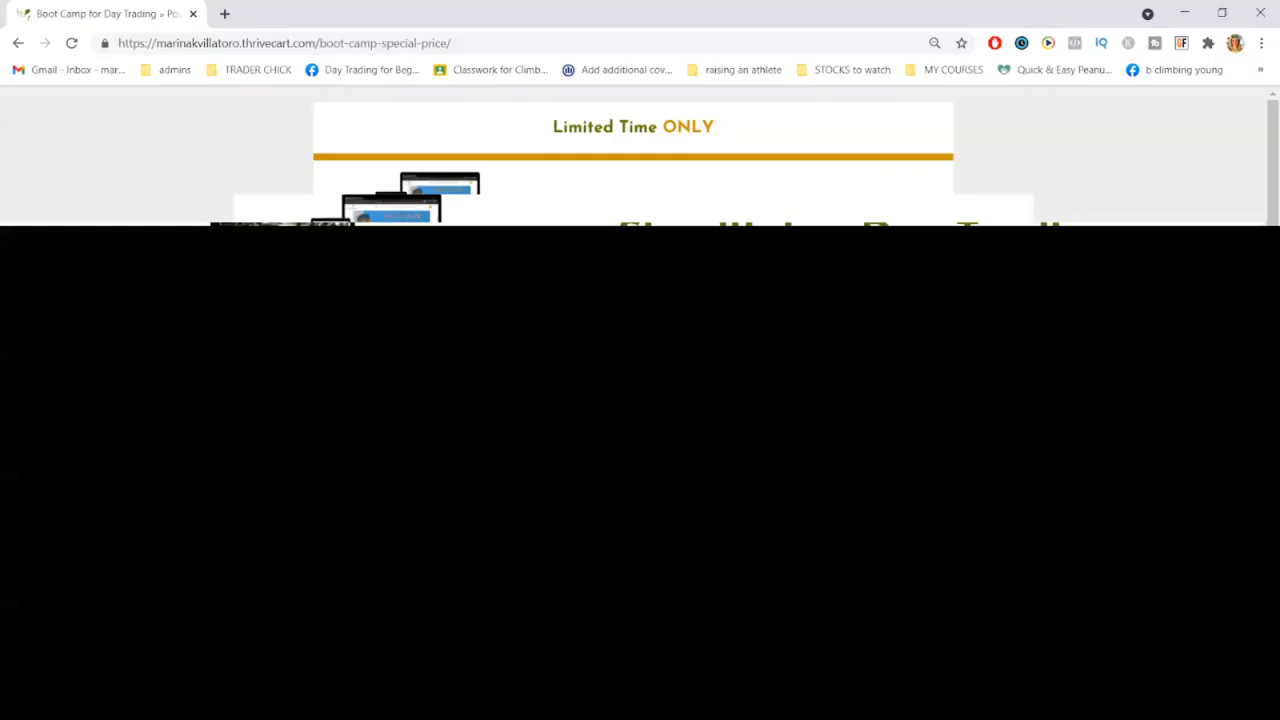 Boot Camp for Day Trading » Po
https://marinakvillatoro.thrivecart.com/boot-camp-special-price/
Gmail - Inbox - mar... admins TRADER CHICK Day Trading for Beg... Classwork for Climb... Add additional cov... raising an athlete STOCKS to watch MY COURSES Quick & Easy Peanu... b climbing young »
Limited Time ONLY